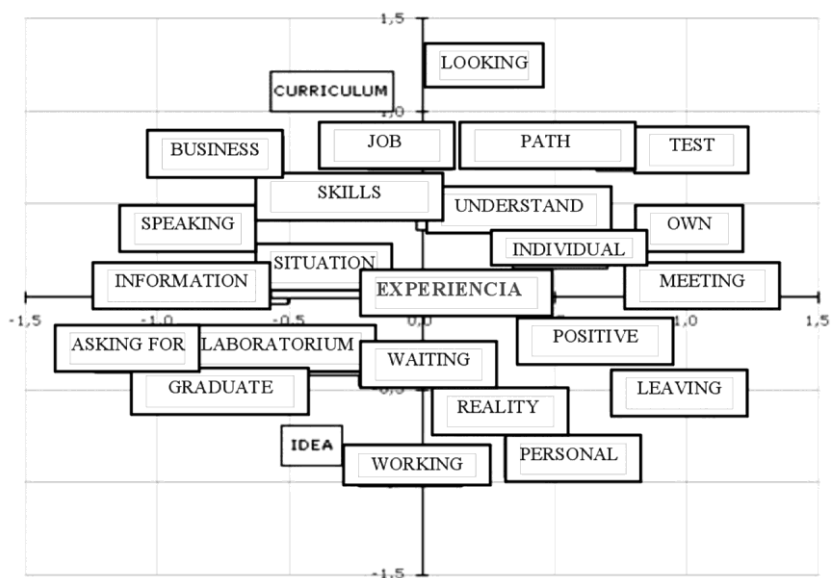 1,5
LOOKING
CURRICULUM
1,0
JOB
PATH
TEST
BUSINESS
SKILLS
UNDERSTAND
SPEAKING
OWN
INDIVIDUAL
SITUATION
INFORMATION
EXPERIENCIA
MEETING
-1,5
-1,0
-0,5
0,0
1,0
1,5
ASKING FOR
LABORATORIUM
WAITING
POSITIVE
GRADUATE
LEAVING
REALITY
IDEA
WORKING
PERSONAL
-1,5